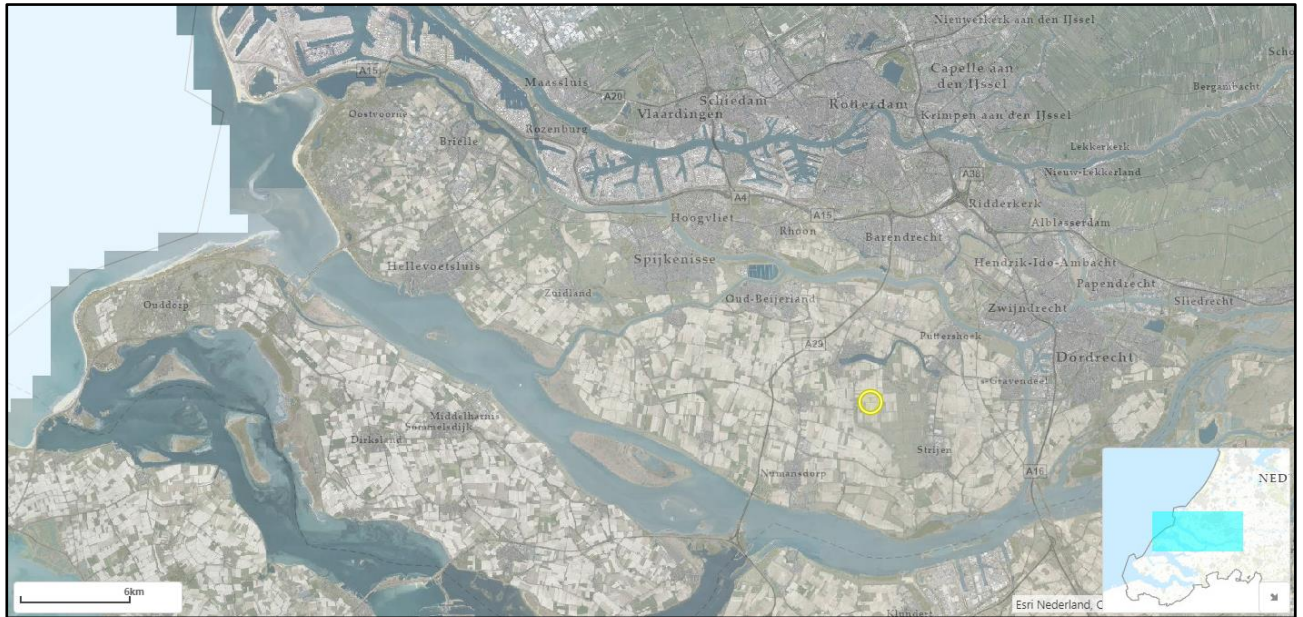 Nieuwerkerk aan den IJssel
Scho
Capelle aan
den IJssel
Bergambacht
A15
Maassluis
A20
Schiedam
Rotterdam
Vlaardingen
Krimpen aan den IJssel
Oostvoorne
Rozenburg
Brielle
Lekkerkerk
Nieuw-Lekkerland
A38
A4
Ridderkerk
Hoogvliet
A15
Alblasserdam
Rhoon
Barendrecht
Spijkenisse
Hendrik-Ido-Ambacht
Hellevoetsluis
Papendrecht
Zuidland
Oud-Beijerland
Sliedrecht
Ouddorp
Zwijndrecht
Puttershoek
A29
Dordrecht
's-Gravendeel
Middelharnis
Sommelsdijk
Dirksland
Strijen
Numansdorp
A16
NED
6km
Esri Nederland, C
Klundert